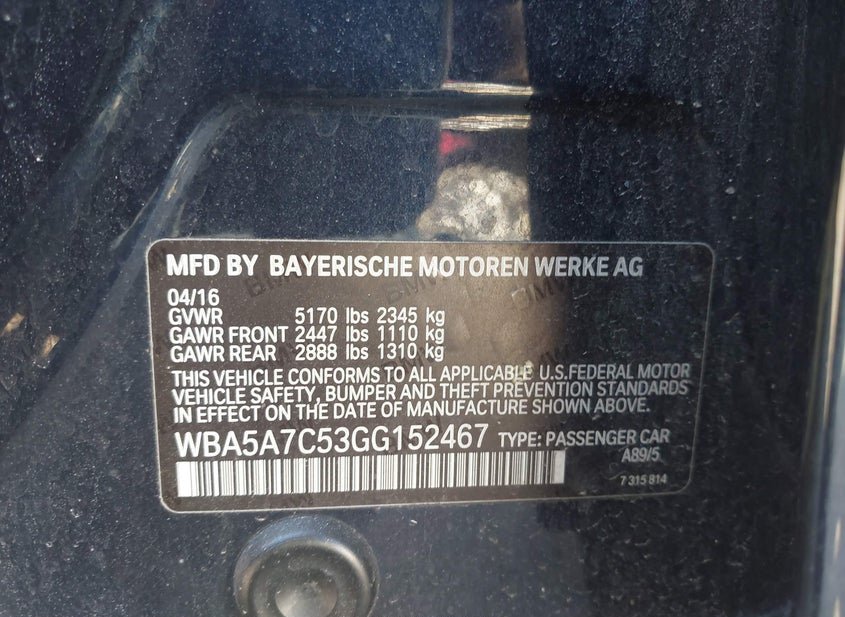 MFD BY BAYERISCHE MOTOREN WERKE AG
04/16
GVWR 5170 lbs 2345 kg
GAWR FRONT 2447 lbs 1110 kg
GAWR REAR 2888 lbs 1310 kg
THIS VEHICLE CONFORMS TO ALL APPLICABLE U.S.FEDERAL MOTOR
VEHICLE SAFETY, BUMPER AND THEFT PREVENTION STANDARDS
IN EFFECT ON THE DATE OF MANUFACTURE SHOWN ABOVE.
WBA5A7C53GG152467 TYPE: PASSENGER CAR
A89/5
7 315 814